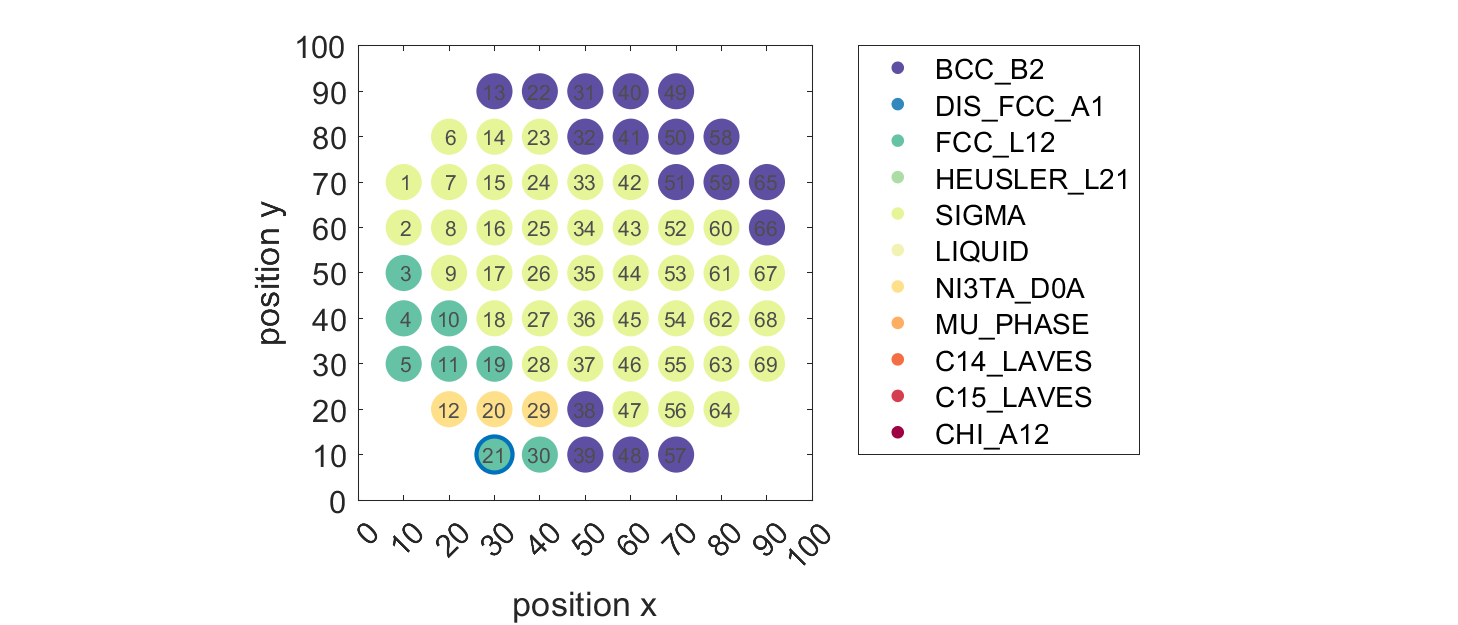 100
90
80
70
60
50
40
30
20
10
0
position y
13 22 31 40 49
6 14 23 32 41 50 58
1 7 15 24 33 42 51 59 65
2 8 16 25 34 43 52 60 66
3 9 17 26 35 44 53 61 67
4 10 18 27 36 45 54 62 68
5 11 19 28 37 46 55 63 69
12 20 29 38 47 56 64
21 30 39 48 57
0 10 20 30 40 50 60 70 80 90 100
position x
BCC_B2
DIS_FCC_A1
FCC_L12
HEUSLER_L21
SIGMA
LIQUID
NI3TA_D0A
MU_PHASE
C14_LAVES
C15_LAVES
CHI_A12